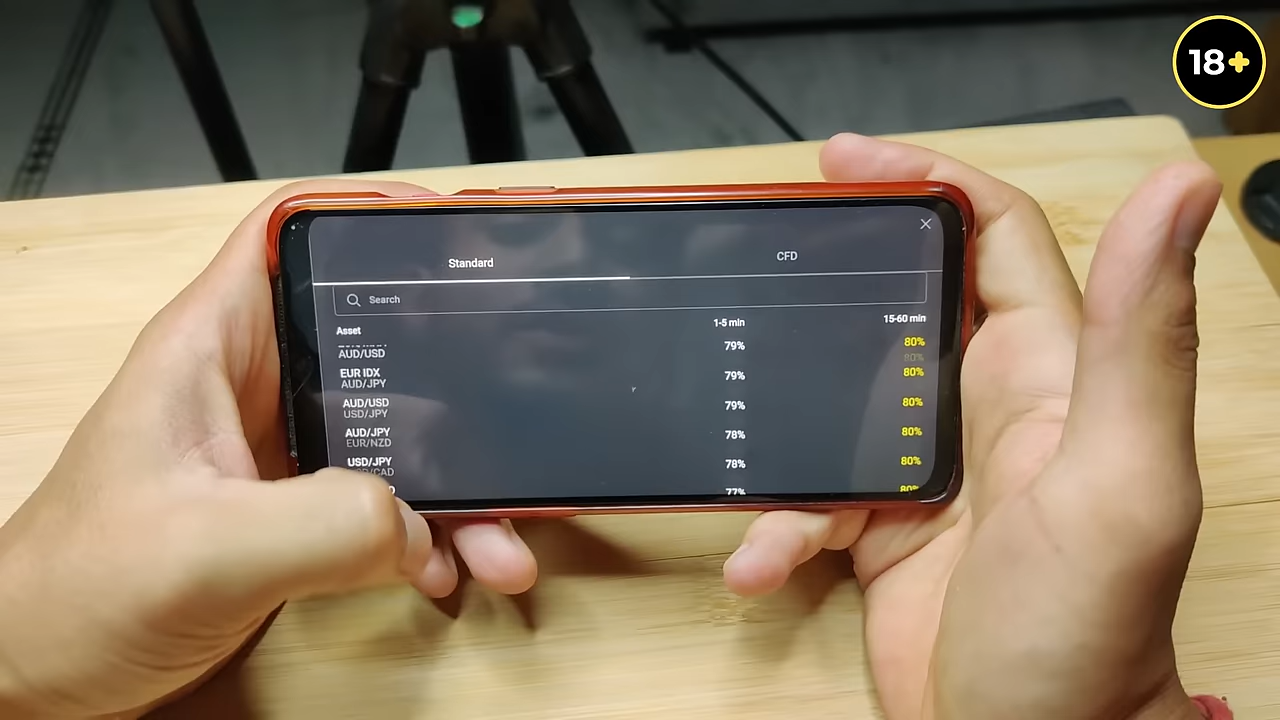 18+
Standard
CFD
Search
Asset
1-5 min
15-60 min
80%
AUD/USD
79%
80%
EUR IDX
79%
80%
AUD/JPY
AUD/USD
79%
80%
USD/JPY
AUD/JPY
78%
80%
EUR/NZD
USD/JPY
78%
80%
77%
80%